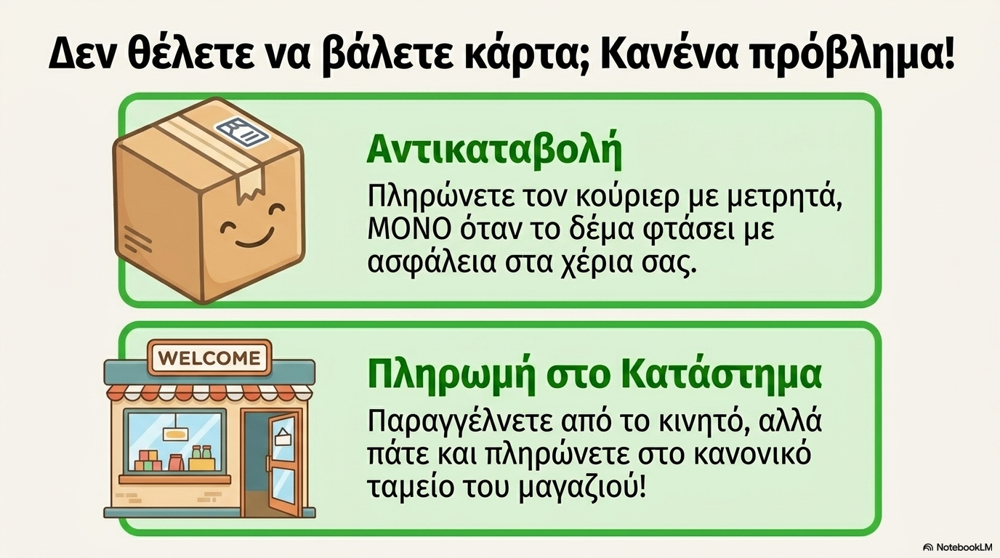 Δεν θέλετε να βάλετε κάρτα; Κανένα πρόβλημα!
Αντικαταβολή
Πληρώνετε τον κούριερ με μετρητά,
ΜΟΝΟ όταν το δέμα φτάσει με
ασφάλεια στα χέρια σας.
WELCOME
Πληρωμή στο Κατάστημα
Παραγγέλνετε από το κινητό, αλλά
πάτε και πληρώνετε στο κανονικό
ταμείο του μαγαζιού!
NotebookLM